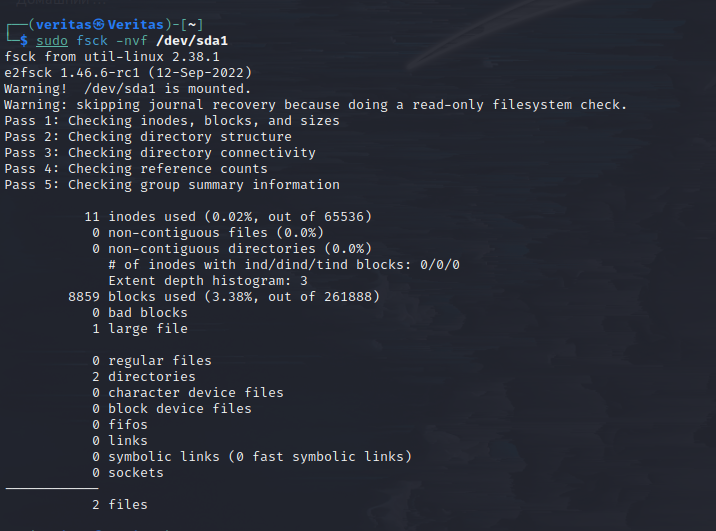 ┌──(veritas㉿Veritas)-[~]
└─$ sudo fsck -nvf /dev/sda1
fsck from util-linux 2.38.1
e2fsck 1.46.6-rc1 (12-Sep-2022)
Warning!  /dev/sda1 is mounted.
Warning: skipping journal recovery because doing a read-only filesystem check.
Pass 1: Checking inodes, blocks, and sizes
Pass 2: Checking directory structure
Pass 3: Checking directory connectivity
Pass 4: Checking reference counts
Pass 5: Checking group summary information
11 inodes used (0.02%, out of 65536)
0 non-contiguous files (0.0%)
0 non-contiguous directories (0.0%)
# of inodes with ind/dind/tind blocks: 0/0/0
Extent depth histogram: 3
8859 blocks used (3.38%, out of 261888)
0 bad blocks
1 large file
0 regular files
2 directories
0 character device files
0 block device files
0 fifos
0 links
0 symbolic links (0 fast symbolic links)
0 sockets
------------
2 files